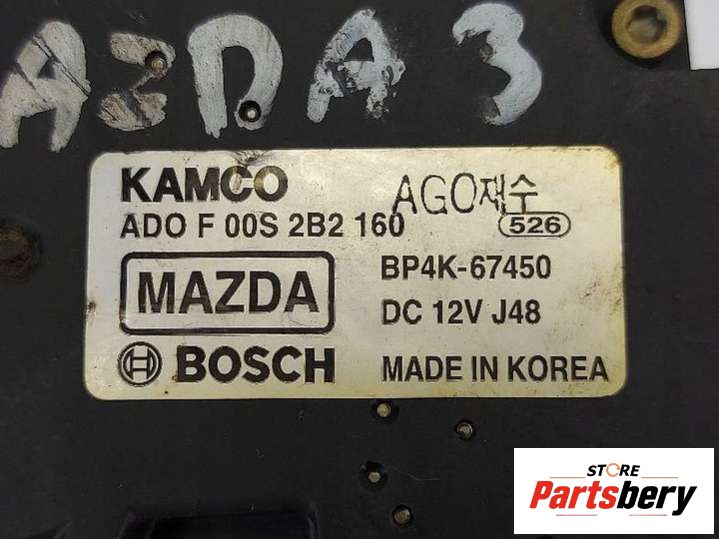 AZDA 3
KAMCO AGO재수
ADO F 00S 2B2 160 526
MAZDA BP4K-67450
DC 12V J48
BOSCH MADE IN KOREA
STORE
Partsbery